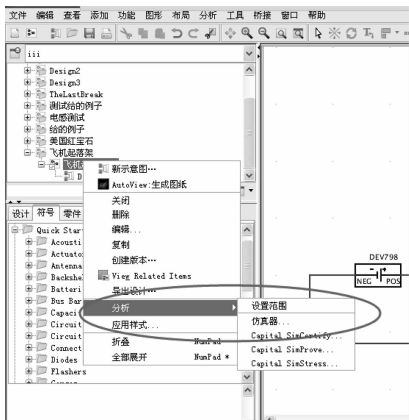 文件 编辑 查看 添加 功能 图形 布局 分析 工具 桥接 窗口 帮助
iii
Design2
Design3
TheLastBreak
测试给的例子
电感测试
给的例子
美国红宝石
飞机起落架
新示意图…
AutoView:生成图纸
关闭
删除
编辑…
复制
创建版本…
View Related Items
导出设计…
分析
应用样式…
折叠 NumPad -
全部展开 NumPad *
设置范围
仿真器...
Capital SimCertify...
Capital SimProve...
Capital SimStress...
设计 符号 零件
Quick Star
Acousti
Actuato
Antenna
Backshe
Batteri
Bus Bar
Capaci
Circuit
Circuit
Connect
Diodes
Flashers
DEV798
NEG POS